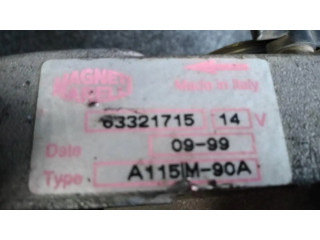 MAGNETI
MARELLI
Made in Italy
63321715 14 V
Date 09-99
Type A115IM-90A